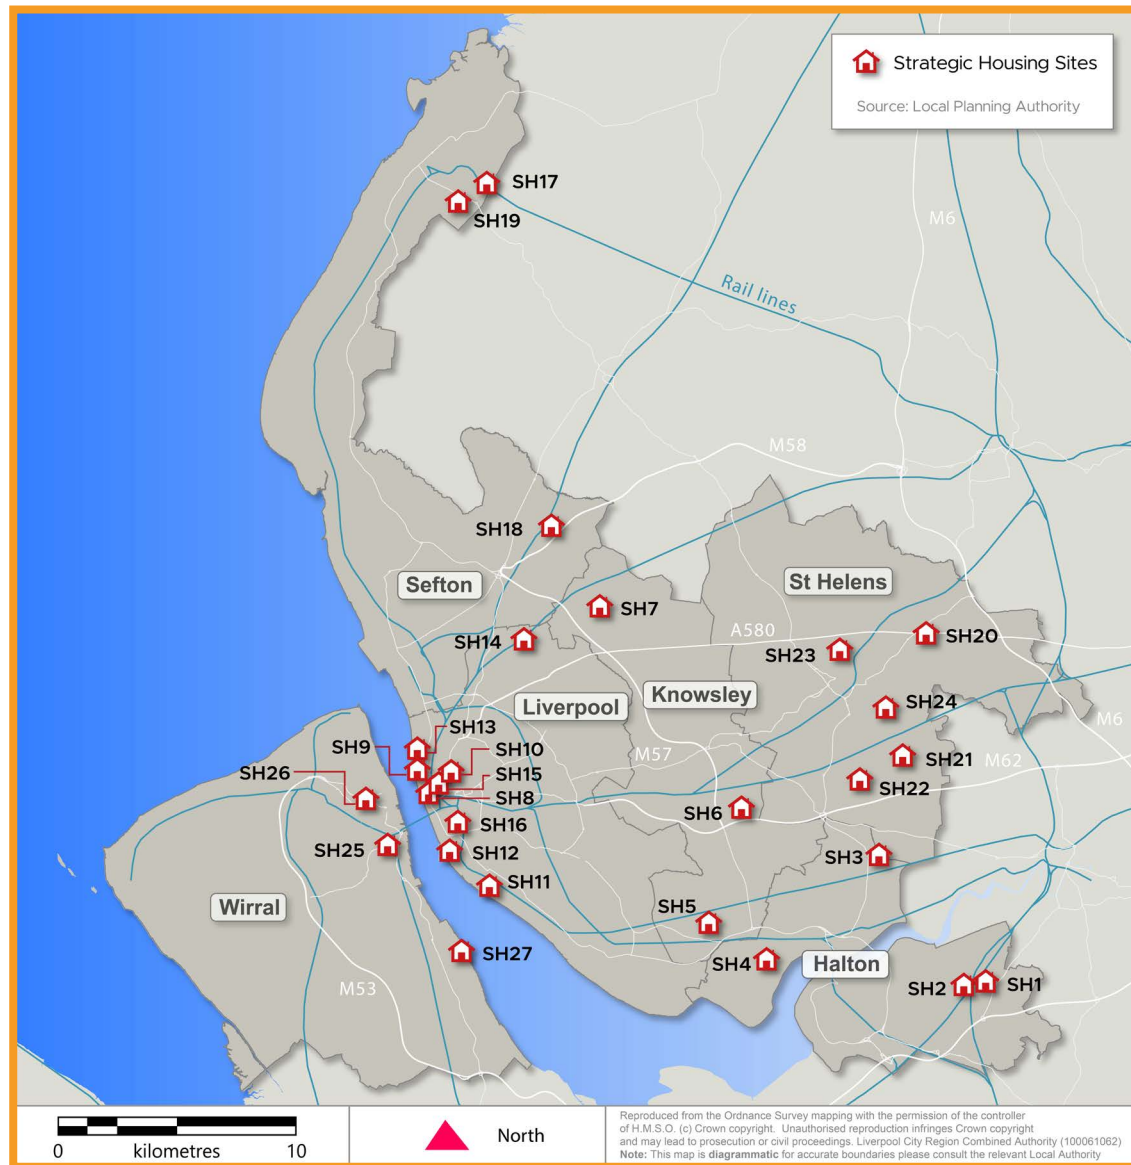 Strategic Housing Sites
Source: Local Planning Authority
SH17
SH19
M6
Rail lines
M58
SH18
Sefton
St Helens
SH7
A580
SH20
SH14
SH23
Knowsley
Liverpool
SH24
M6
SH13
SH9
SH10
M57
SH21
M62
SH26
SH15
SH22
SH8
SH6
SH16
SH25
SH12
SH3
SH11
Wirral
SH5
SH27
SH4
Halton
SH2
SH1
M53
0
10
kilometres
North
Reproduced from the Ordnance Survey mapping with the permission of the controller
of H.M.S.O. (c) Crown copyright. Unauthorised reproduction infringes Crown copyright
and may lead to prosecution or civil proceedings. Liverpool City Region Combined Authority (100061062)
Note: This map is diagrammatic for accurate boundaries please consult the relevant Local Authority